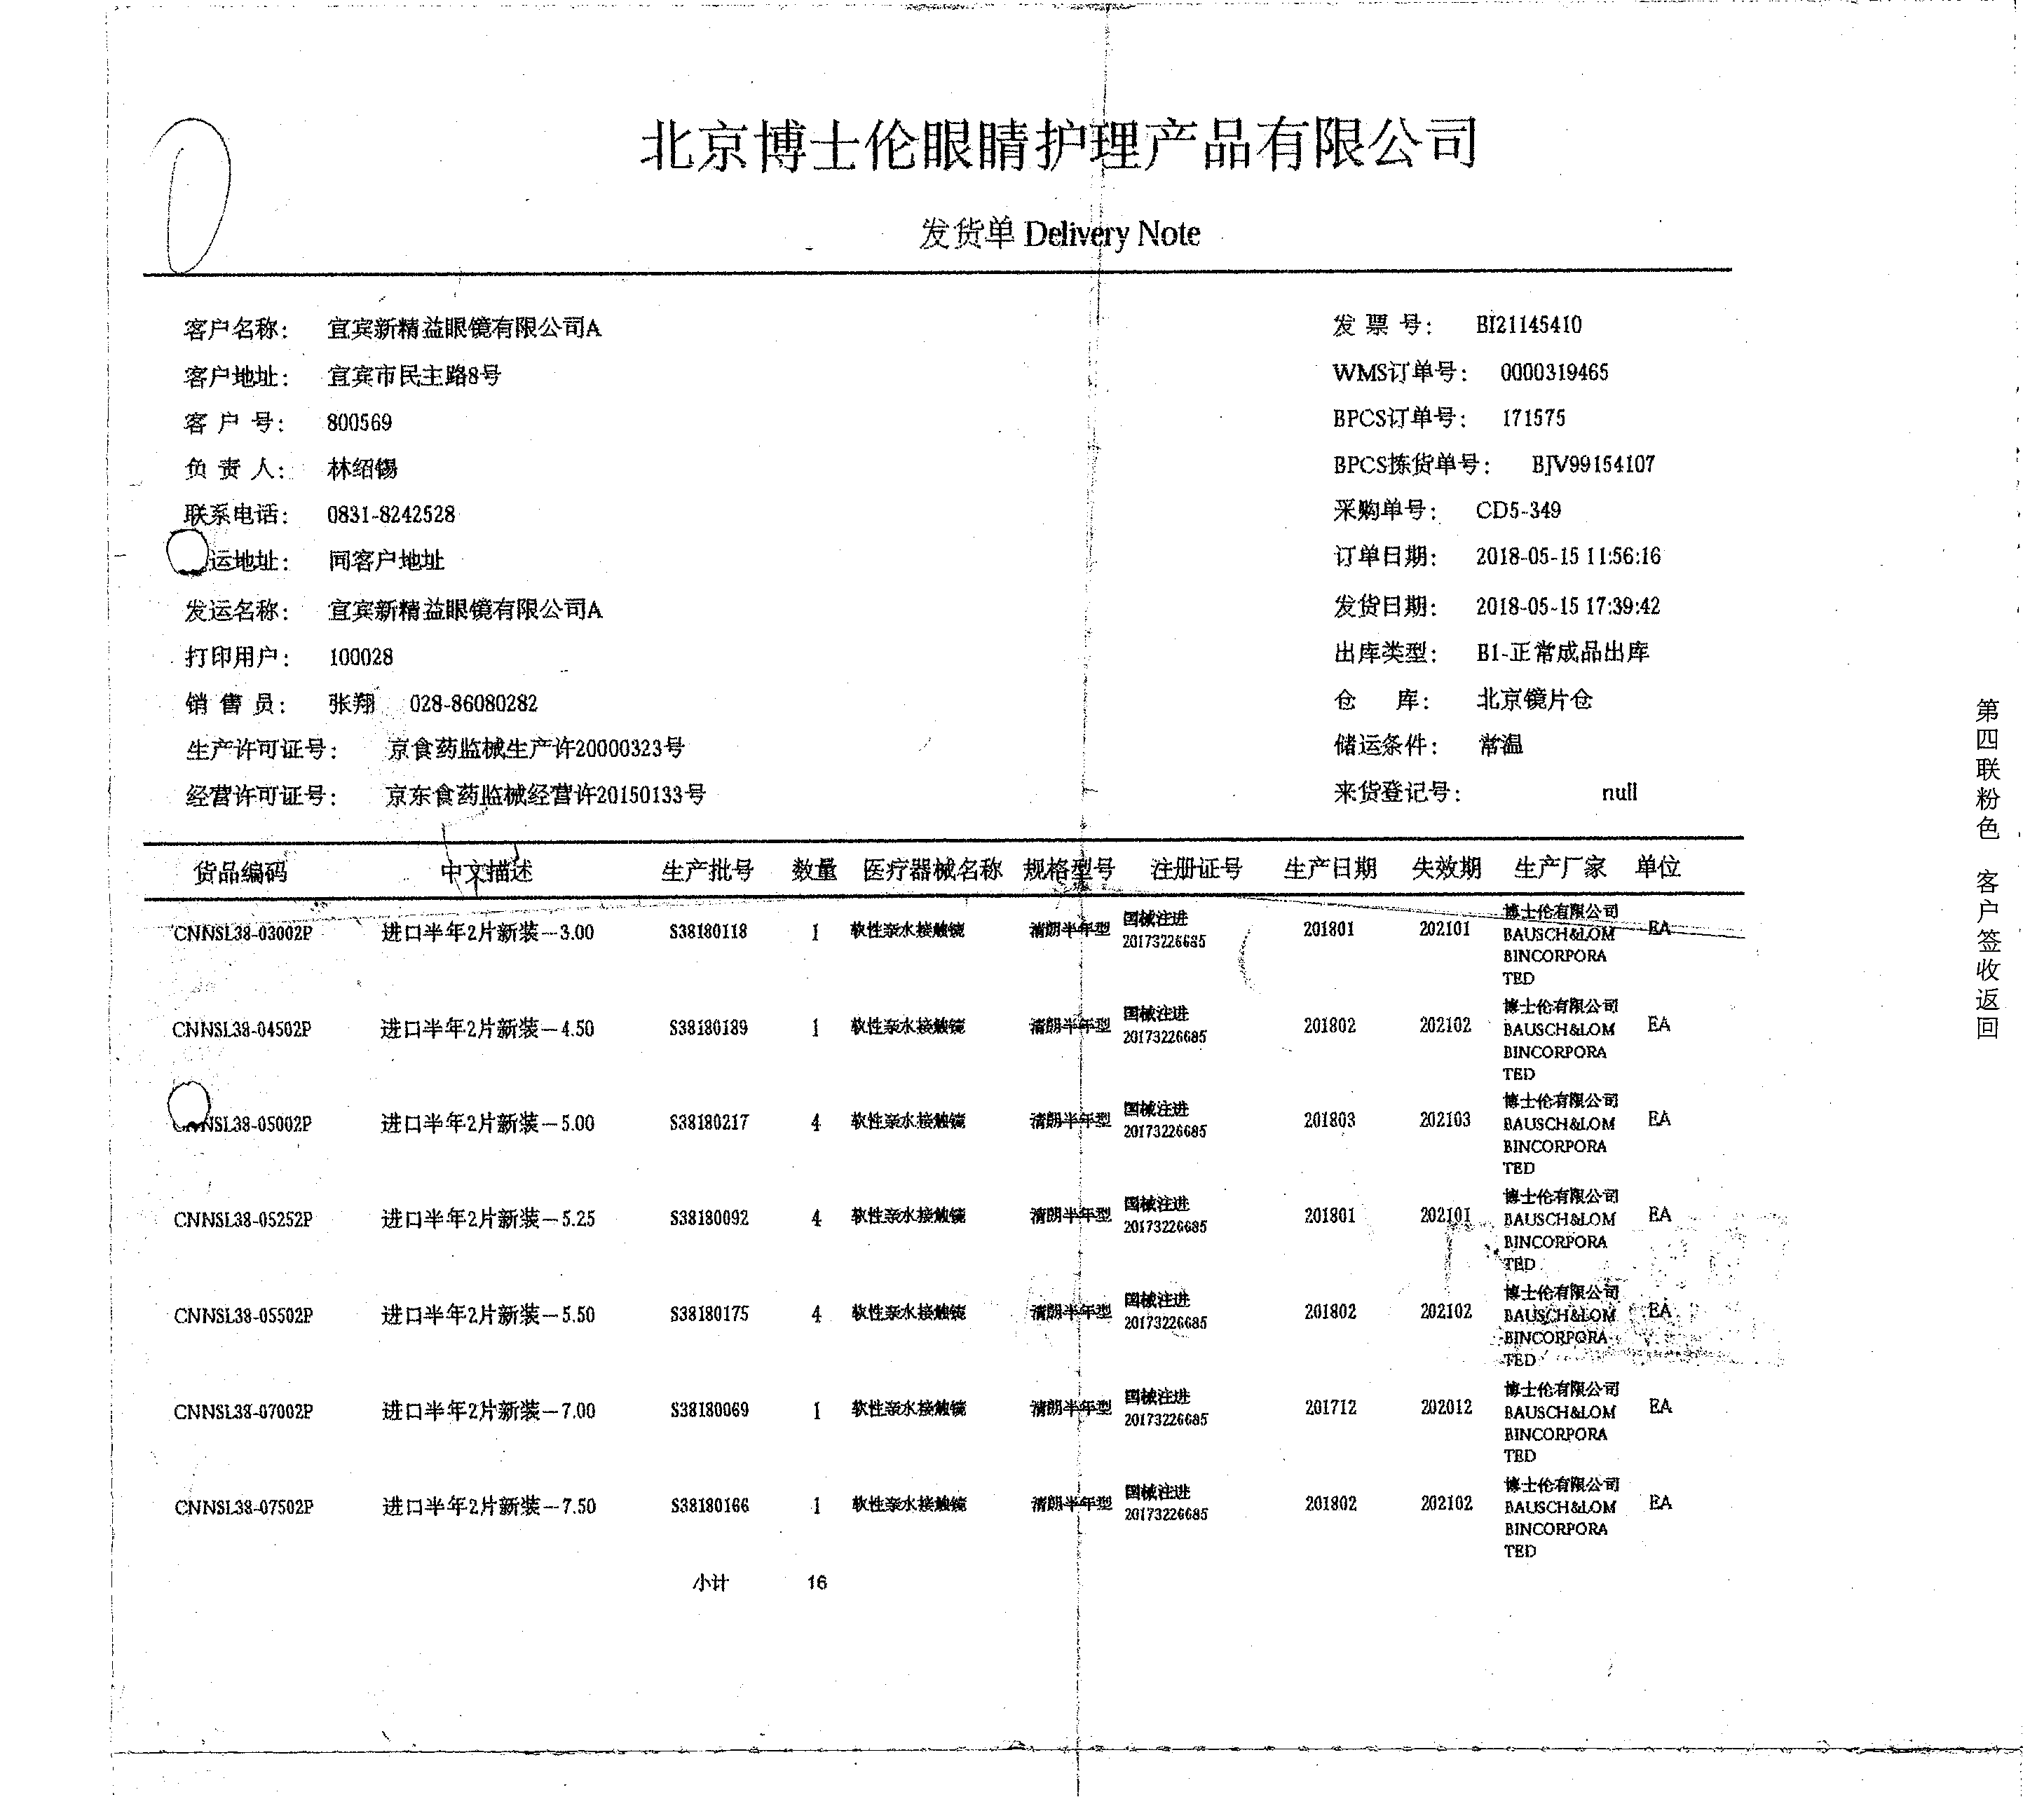 北京博士伦眼睛护理产品有限公司
发货单 Delivery Note
客户名称： 宜宾新精益眼镜有限公司A 发 票 号： BI21145410
客户地址： 宜宾市民主路8号 WMS订单号： 0000319465
客 户 号： 800569 BPCS订单号： 171575
负 责 人： 林绍锡 BPCS拣货单号： BJV99154107
联系电话： 0831-8242528 采购单号： CD5-349
运地址： 同客户地址 订单日期： 2018-05-15 11:56:16
发运名称： 宜宾新精益眼镜有限公司A 发货日期： 2018-05-15 17:39:42
打印用户： 100028 出库类型： B1-正常成品出库
销 售 员： 张翔 028-86080282 仓 库： 北京镜片仓
生产许可证号： 京食药监械生产许20000323号 储运条件： 常温
经营许可证号： 京东食药监械经营许20150133号 来货登记号： null
货品编码 中文描述 生产批号 数量 医疗器械名称 规格型号 注册证号 生产日期 失效期 生产厂家 单位
CNNSL38-03002P 进口半年2片新装－3.00 S38180118 1 软性亲水接触镜 清朗半年型 国械注进 20173226685 201801 202101 博士伦有限公司 EA
BAUSCH&LOM
BINCORPORA
TED
CNNSL38-04502P 进口半年2片新装－4.50 S38180189 1 软性亲水接触镜 清朗半年型 国械注进 20173226685 201802 202102 博士伦有限公司 EA
BAUSCH&LOM
BINCORPORA
TED
NSL38-05002P 进口半年2片新装－5.00 S38180217 4 软性亲水接触镜 清朗半年型 国械注进 20173226685 201803 202103 博士伦有限公司 EA
BAUSCH&LOM
BINCORPORA
TED
CNNSL38-05252P 进口半年2片新装－5.25 S38180092 4 软性亲水接触镜 清朗半年型 国械注进 20173226685 201801 202101 博士伦有限公司 EA
BAUSCH&LOM
BINCORPORA
TED
CNNSL38-05502P 进口半年2片新装－5.50 S38180175 4 软性亲水接触镜 清朗半年型 国械注进 20173226685 201802 202102 博士伦有限公司 EA
BAUSCH&LOM
BINCORPORA
TED
CNNSL38-07002P 进口半年2片新装－7.00 S38180069 1 软性亲水接触镜 清朗半年型 国械注进 20173226685 201712 202012 博士伦有限公司 EA
BAUSCH&LOM
BINCORPORA
TED
CNNSL38-07502P 进口半年2片新装－7.50 S38180166 1 软性亲水接触镜 清朗半年型 国械注进 20173226685 201802 202102 博士伦有限公司 EA
BAUSCH&LOM
BINCORPORA
TED
小计 16
第四联粉色 客户签收返回